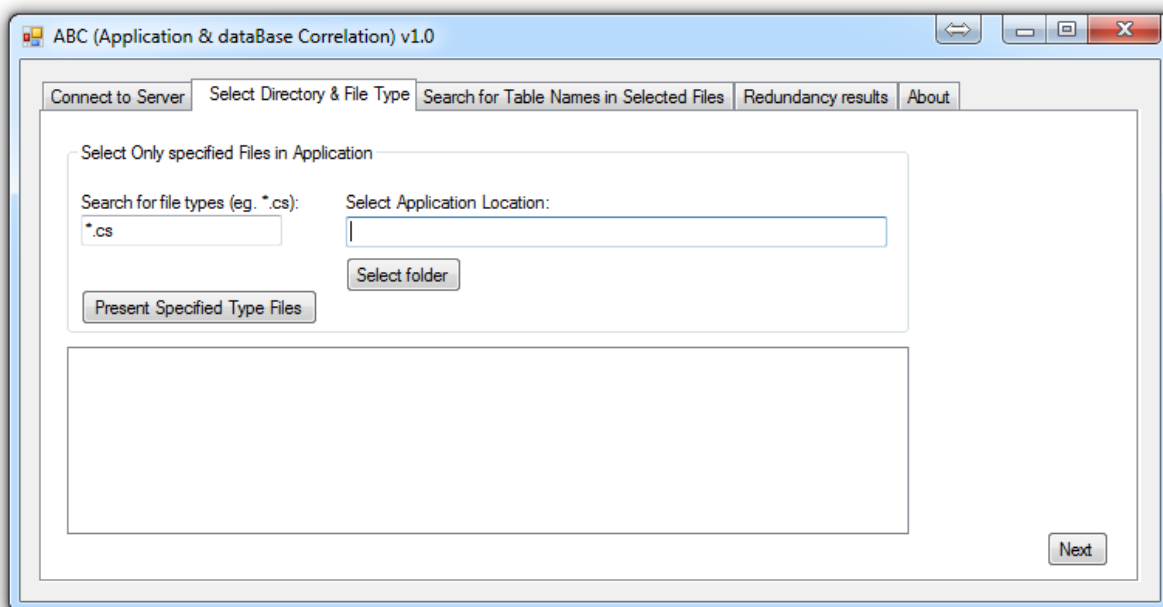 ABC (Application & dataBase Correlation) v1.0
Connect to Server Select Directory & File Type Search for Table Names in Selected Files Redundancy results About
Select Only specified Files in Application
Search for file types (eg. *.cs): Select Application Location:
*.cs
Select folder
Present Specified Type Files
Next